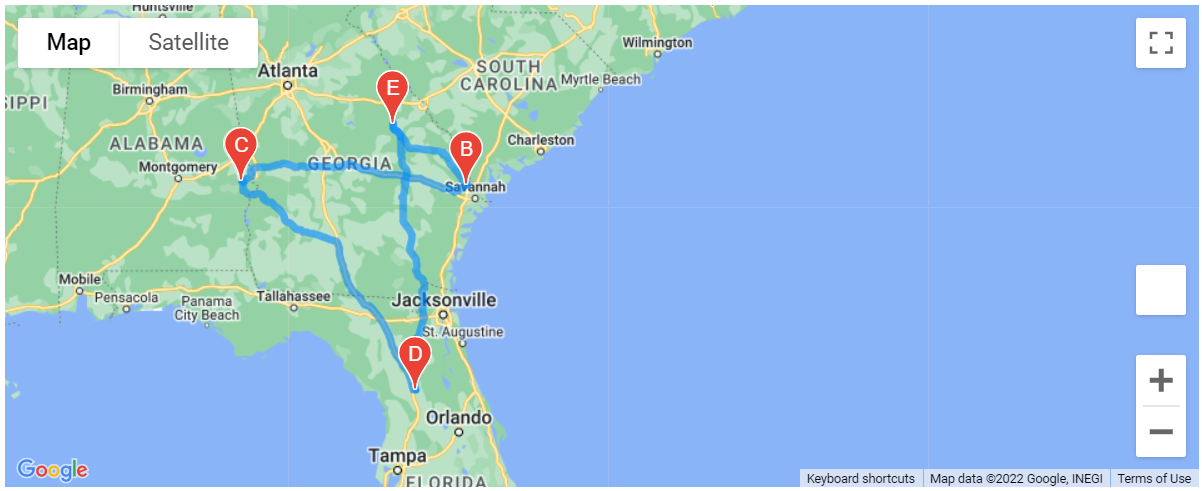 Huntsville
Map
Satellite
Wilmington
Atlanta
SOUTH
CAROLINA
Myrtle Beach
Birmingham
SIPPI
E
Charleston
ALABAMA
C
B
GEORGIA
Montgomery
Savannah
Mobile
Pensacola
Tallahassee
Panama
City Beach
Jacksonville
St. Augustine
D
Orlando
Tampa
FLORIDA
Google
Keyboard shortcuts
Map data ©2022 Google, INEGI
Terms of Use